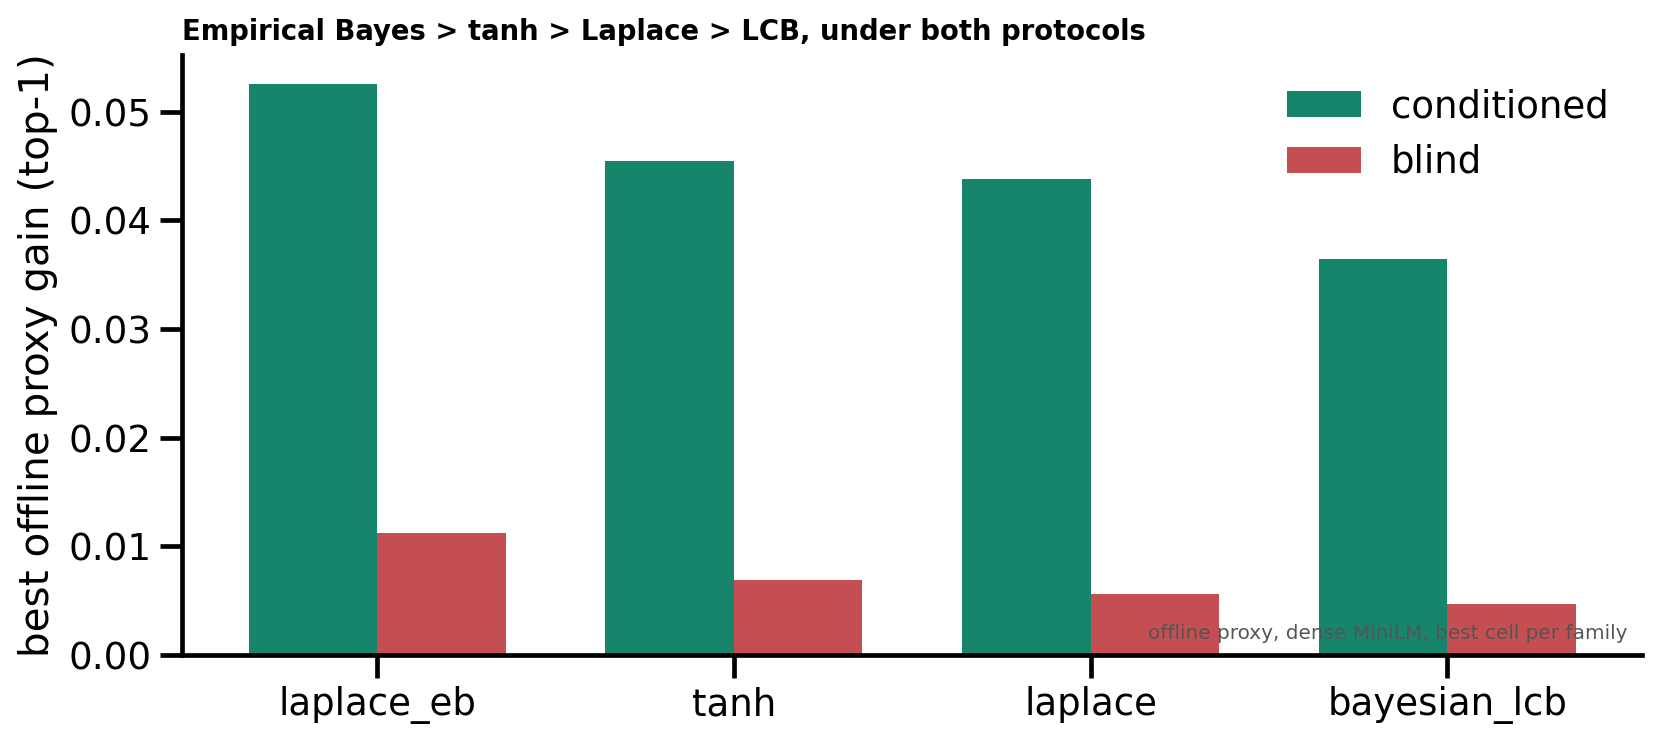 Empirical Bayes > tanh > Laplace > LCB, under both protocols
best offline proxy gain (top-1)
0.05
0.04
0.03
0.02
0.01
0.00
conditioned
blind
offline proxy, dense MiniLM, best cell per family
laplace_eb
tanh
laplace
bayesian_lcb